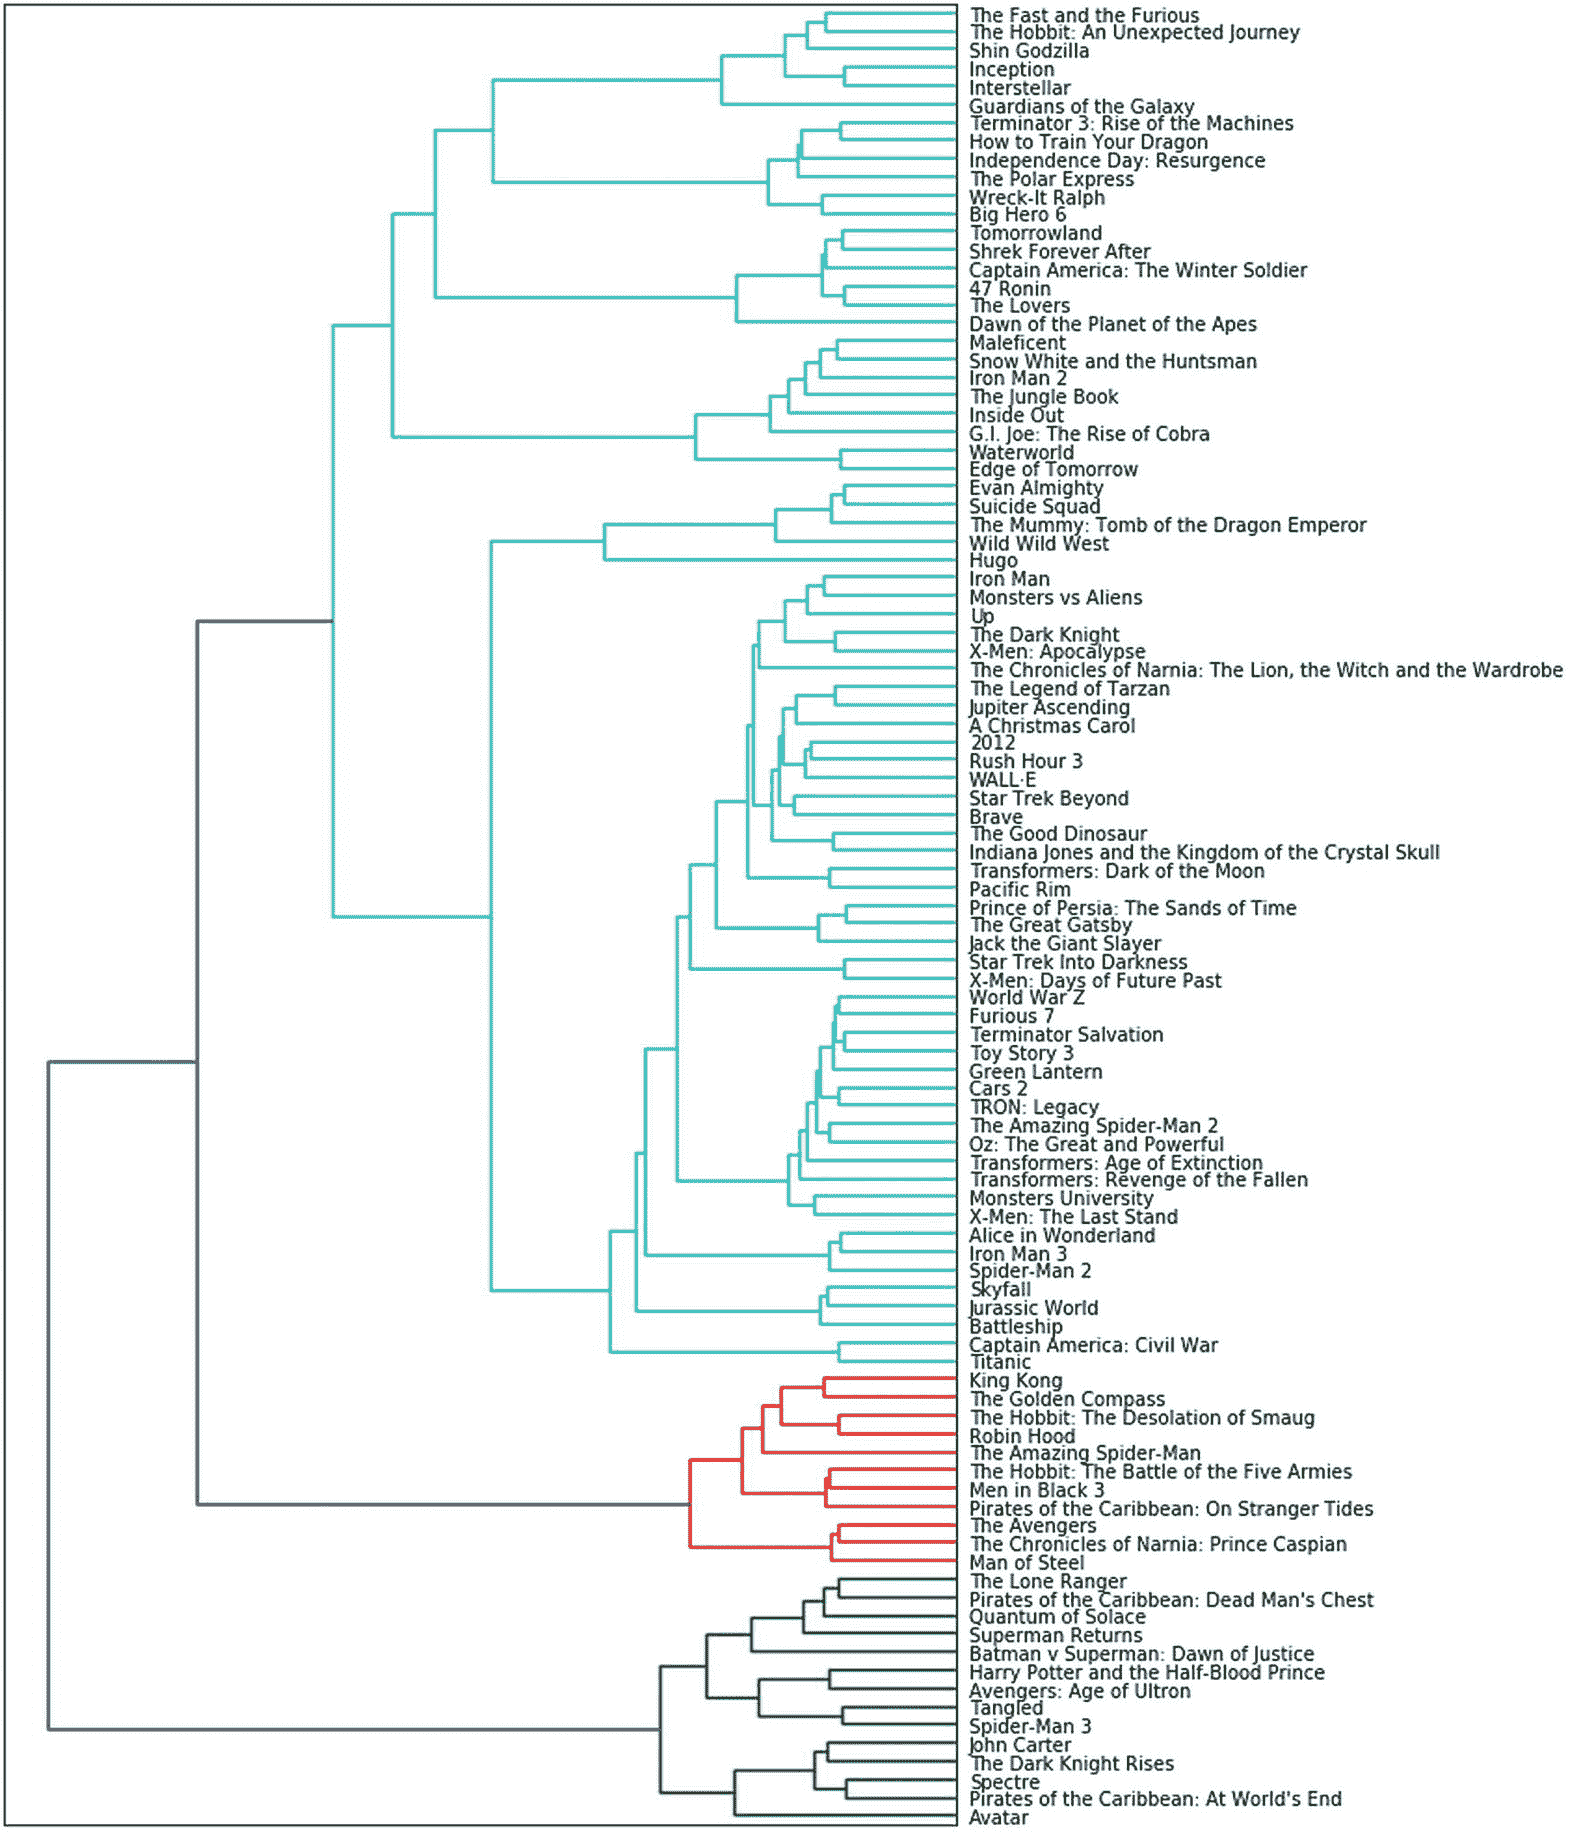 The Fast and the Furious
The Hobbit: An Unexpected Journey
Shin Godzilla
Inception
Interstellar
Guardians of the Galaxy
Terminator 3: Rise of the Machines
How to Train Your Dragon
Independence Day: Resurgence
The Polar Express
Wreck-It Ralph
Big Hero 6
Tomorrowland
Shrek Forever After
Captain America: The Winter Soldier
47 Ronin
The Lovers
Dawn of the Planet of the Apes
Maleficent
Snow White and the Huntsman
Iron Man 2
The Jungle Book
Inside Out
G.I. Joe: The Rise of Cobra
Waterworld
Edge of Tomorrow
Evan Almighty
Suicide Squad
The Mummy: Tomb of the Dragon Emperor
Wild Wild West
Hugo
Iron Man
Monsters vs Aliens
Up
The Dark Knight
X-Men: Apocalypse
The Chronicles of Narnia: The Lion, the Witch and the Wardrobe
The Legend of Tarzan
Jupiter Ascending
A Christmas Carol
2012
Rush Hour 3
WALL·E
Star Trek Beyond
Brave
The Good Dinosaur
Indiana Jones and the Kingdom of the Crystal Skull
Transformers: Dark of the Moon
Pacific Rim
Prince of Persia: The Sands of Time
The Great Gatsby
Jack the Giant Slayer
Star Trek Into Darkness
X-Men: Days of Future Past
World War Z
Furious 7
Terminator Salvation
Toy Story 3
Green Lantern
Cars 2
TRON: Legacy
The Amazing Spider-Man 2
Oz: The Great and Powerful
Transformers: Age of Extinction
Transformers: Revenge of the Fallen
Monsters University
X-Men: The Last Stand
Alice in Wonderland
Iron Man 3
Spider-Man 2
Skyfall
Jurassic World
Battleship
Captain America: Civil War
Titanic
King Kong
The Golden Compass
The Hobbit: The Desolation of Smaug
Robin Hood
The Amazing Spider-Man
The Hobbit: The Battle of the Five Armies
Men in Black 3
Pirates of the Caribbean: On Stranger Tides
The Avengers
The Chronicles of Narnia: Prince Caspian
Man of Steel
The Lone Ranger
Pirates of the Caribbean: Dead Man's Chest
Quantum of Solace
Superman Returns
Batman v Superman: Dawn of Justice
Harry Potter and the Half-Blood Prince
Avengers: Age of Ultron
Tangled
Spider-Man 3
John Carter
The Dark Knight Rises
Spectre
Pirates of the Caribbean: At World's End
Avatar